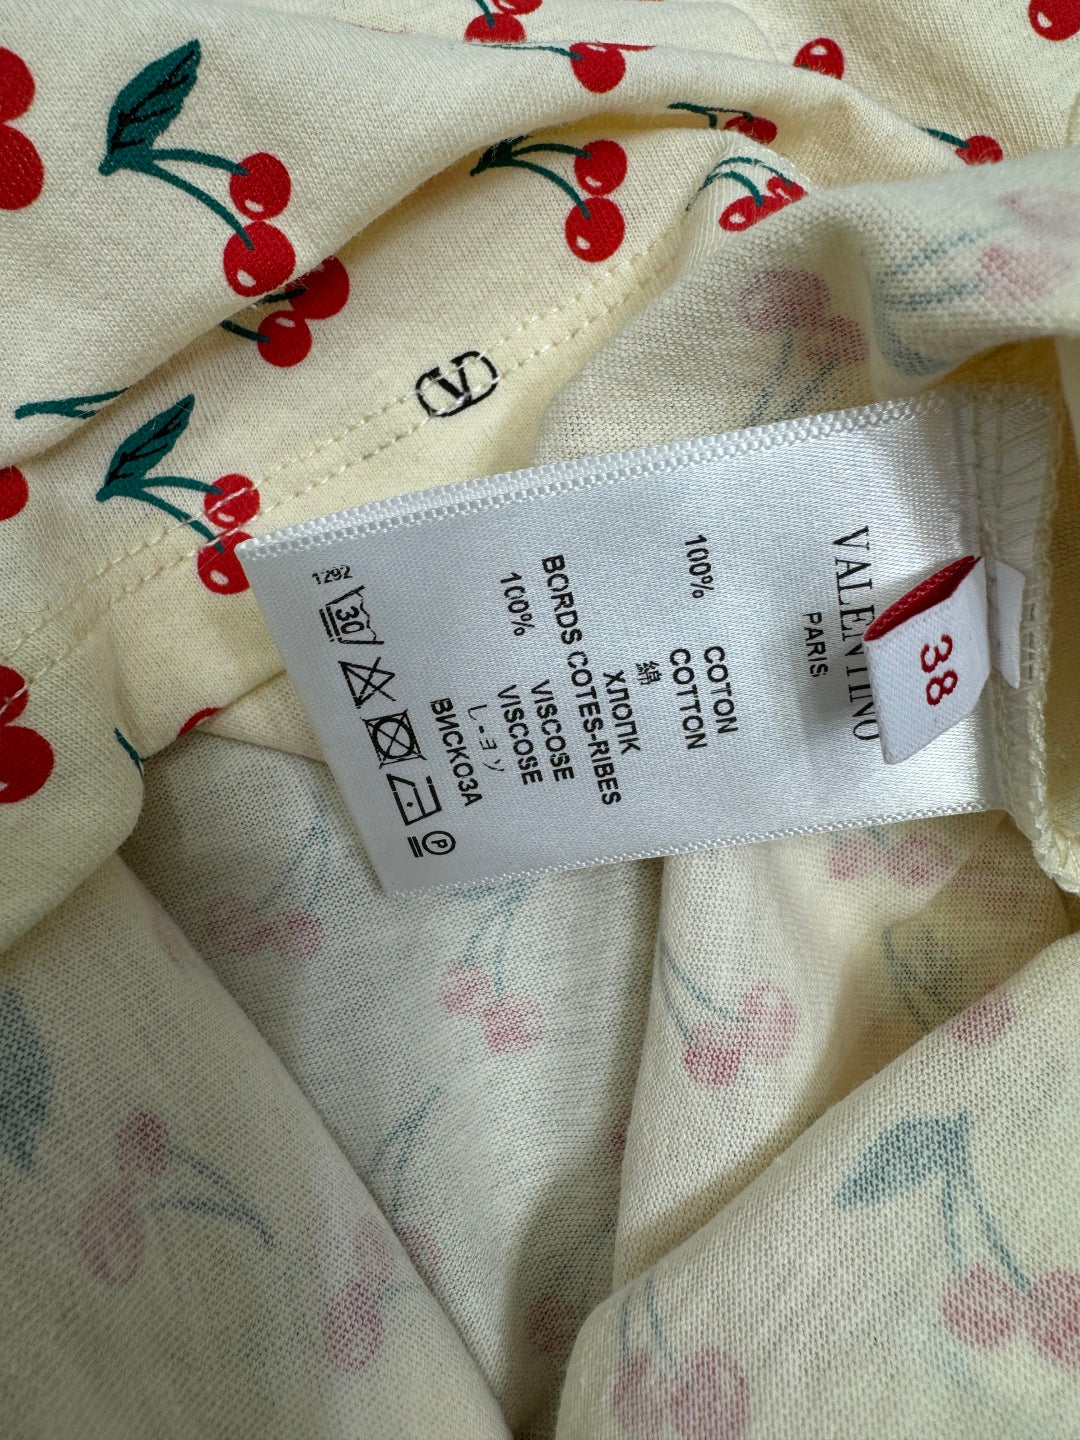 VALENTINO
PARIS
38
100% COTON
COTTON
綿
ХЛОПК
BORDS COTES-RIBES
100% VISCOSE
VISCOSE
レ-ヨン
ВИСКОЗА
1292
30
P
V